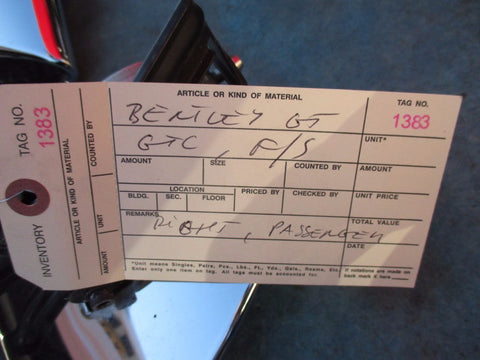 ARTICLE OR KIND OF MATERIAL
TAG NO.
BENTLEY GT
1383
GTC, F/S
UNIT*
AMOUNT SIZE COUNTED BY AMOUNT
LOCATION
BLDG. SEC. FLOOR PRICED BY CHECKED BY UNIT PRICE
REMARKS
RIGHT, PASSENGER
TOTAL VALUE
DATE
*Unit means Singles, Pairs, Pcs., Lbs., Ft., Yds., Gals., Reams, Etc.
Enter only one item on tag. All tags must be accounted for.
If notations are made on
back mark x here
INVENTORY TAG NO. 1383
ARTICLE OR KIND OF MATERIAL
AMOUNT UNIT COUNTED BY